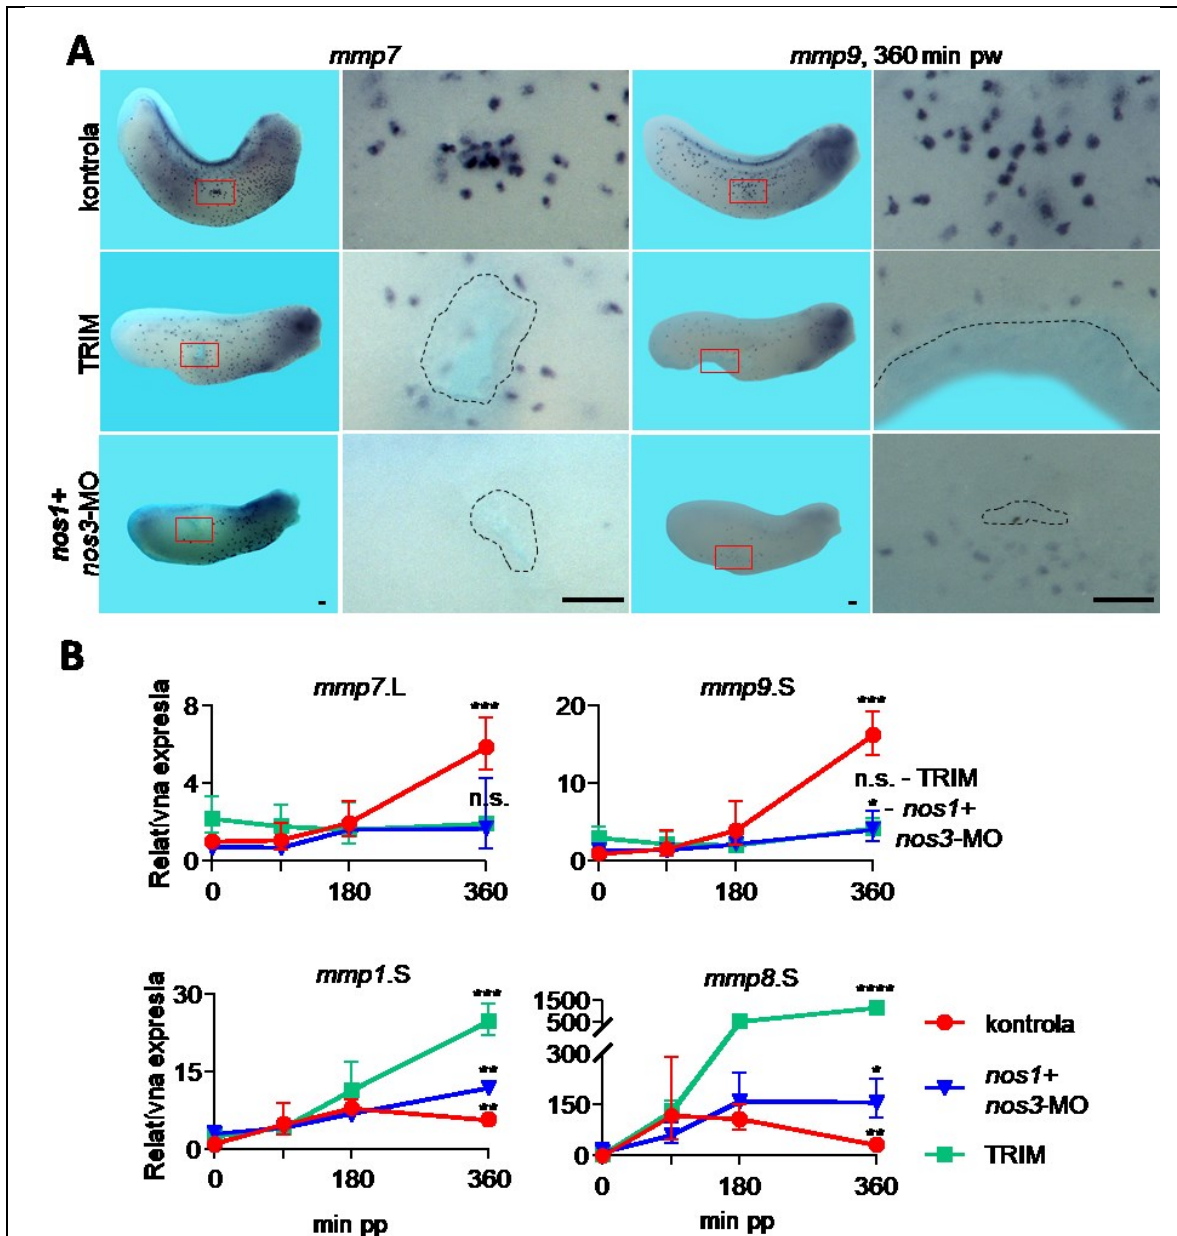 A
mmp7
mmp9, 360 min pw
kontrola
TRIM
nos1+
nos3-MO
-
-
B
mmp7.L
mmp9.S
Relatívna expresia
8
4
0
0
180
360
***
n.s.
20
10
0
0
180
360
***
n.s. - TRIM
* - nos1+
nos3-MO
mmp1.S
mmp8.S
Relatívna expresia
30
15
0
0
180
360
***
**
**
min pp
1500
500
300
150
0
0
180
360
****
*
**
min pp
kontrola
nos1+
nos3-MO
TRIM